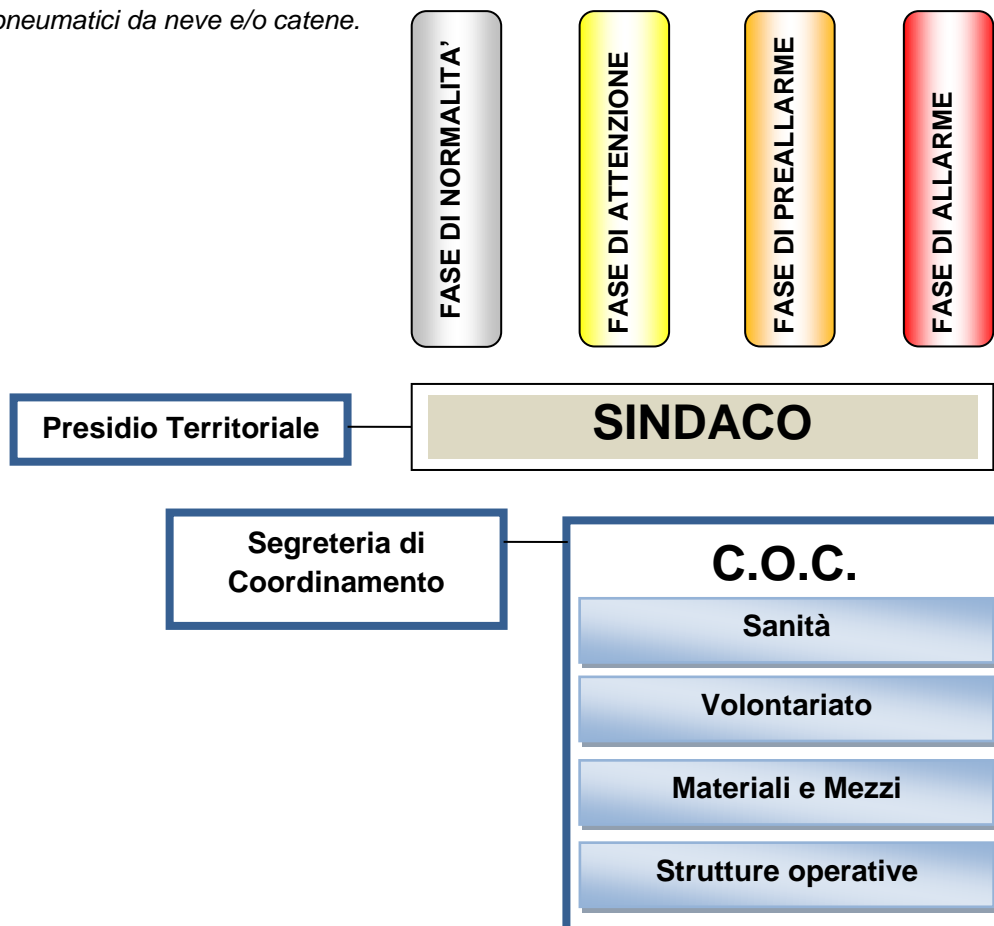 pneumatici da neve e/o catene.
FASE DI NORMALITA’
FASE DI ATTENZIONE
FASE DI PREALLARME
FASE DI ALLARME
Presidio Territoriale
SINDACO
Segreteria di
Coordinamento
C.O.C.
Sanità
Volontariato
Materiali e Mezzi
Strutture operative